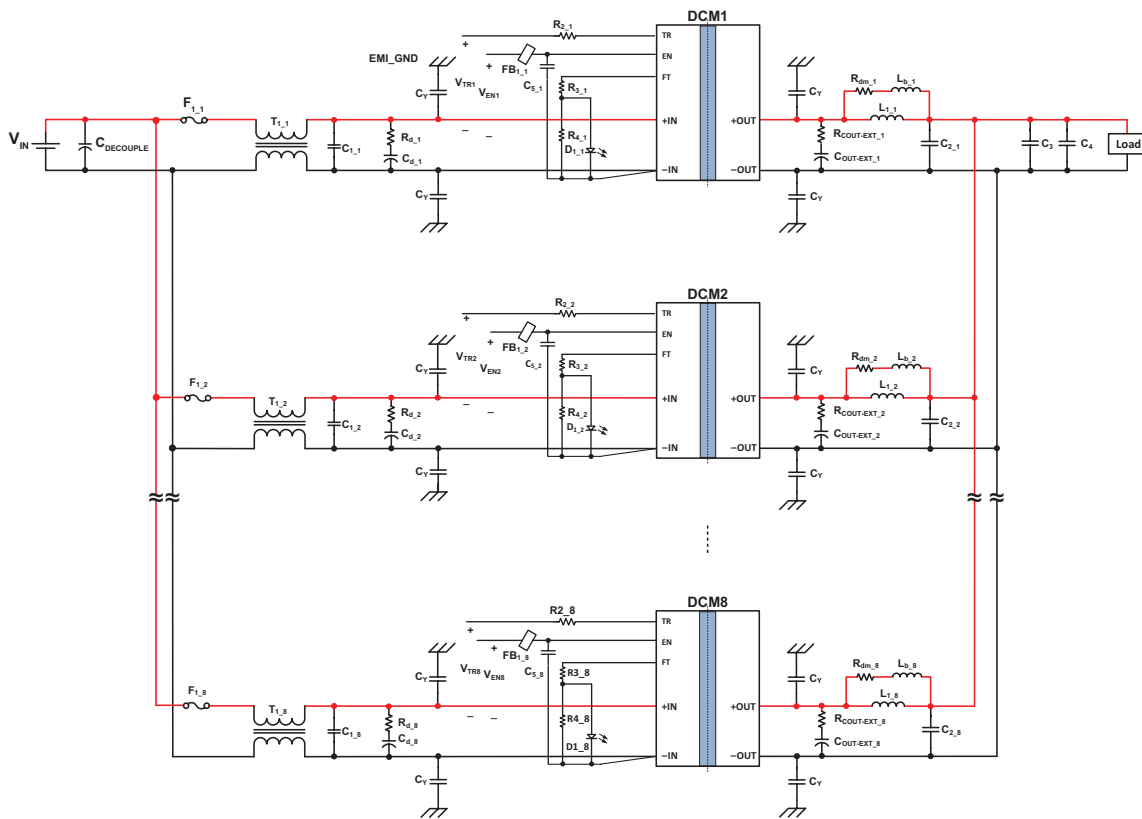 DCM1
R2_1
TR
EMI_GND
EN
FB1_1
VTR1
VEN1
C5_1
FT
R3_1
CY
F1_1
T1_1
VIN
CDECOUPLE
C1_1
Rd_1
Cd_1
R4_1
D1_1
+IN
–IN
+OUT
–OUT
CY
CY
CY
Rdm_1
Lb_1
L1_1
RCOUT-EXT_1
COUT-EXT_1
C2_1
C3
C4
Load
DCM2
R2_2
TR
EN
FB1_2
VTR2
VEN2
C5_2
FT
R3_2
CY
F1_2
T1_2
C1_2
Rd_2
Cd_2
R4_2
D1_2
+IN
–IN
+OUT
–OUT
CY
CY
CY
Rdm_2
Lb_2
L1_2
RCOUT-EXT_2
COUT-EXT_2
C2_2
DCM8
R2_8
TR
EN
FB1_8
VTR8
VEN8
C5_8
FT
R3_8
CY
F1_8
T1_8
C1_8
Rd_8
Cd_8
R4_8
D1_8
+IN
–IN
+OUT
–OUT
CY
CY
CY
Rdm_8
Lb_8
L1_8
RCOUT-EXT_8
COUT-EXT_8
C2_8